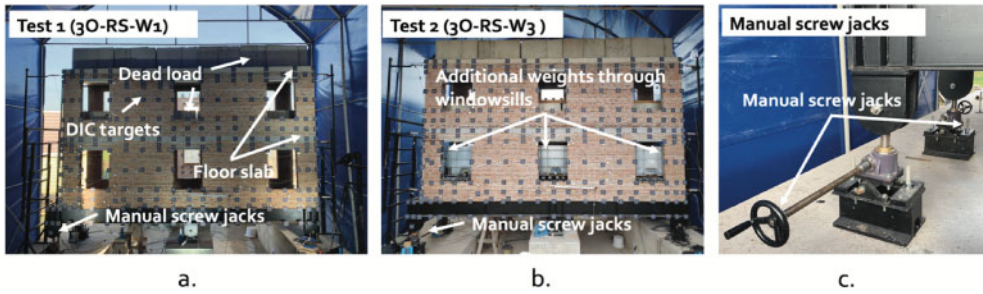 Test 1 (3O-RS-W1)
Dead load
DIC targets
Floor slab
Manual screw jacks
a.
Test 2 (3O-RS-W3 )
Additional weights through
windowsills
Manual screw jacks
b.
Manual screw jacks
Manual screw jacks
c.